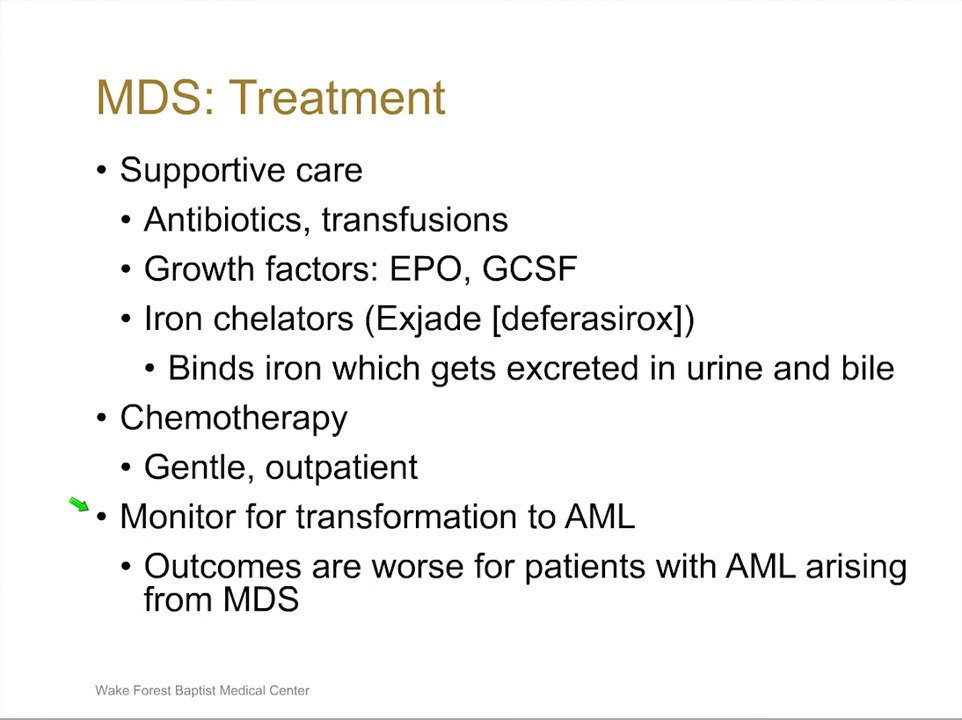 MDS: Treatment
• Supportive care
• Antibiotics, transfusions
• Growth factors: EPO, GCSF
• Iron chelators (Exjade [deferasirox])
• Binds iron which gets excreted in urine and bile
• Chemotherapy
• Gentle, outpatient
• Monitor for transformation to AML
• Outcomes are worse for patients with AML arising
from MDS
Wake Forest Baptist Medical Center